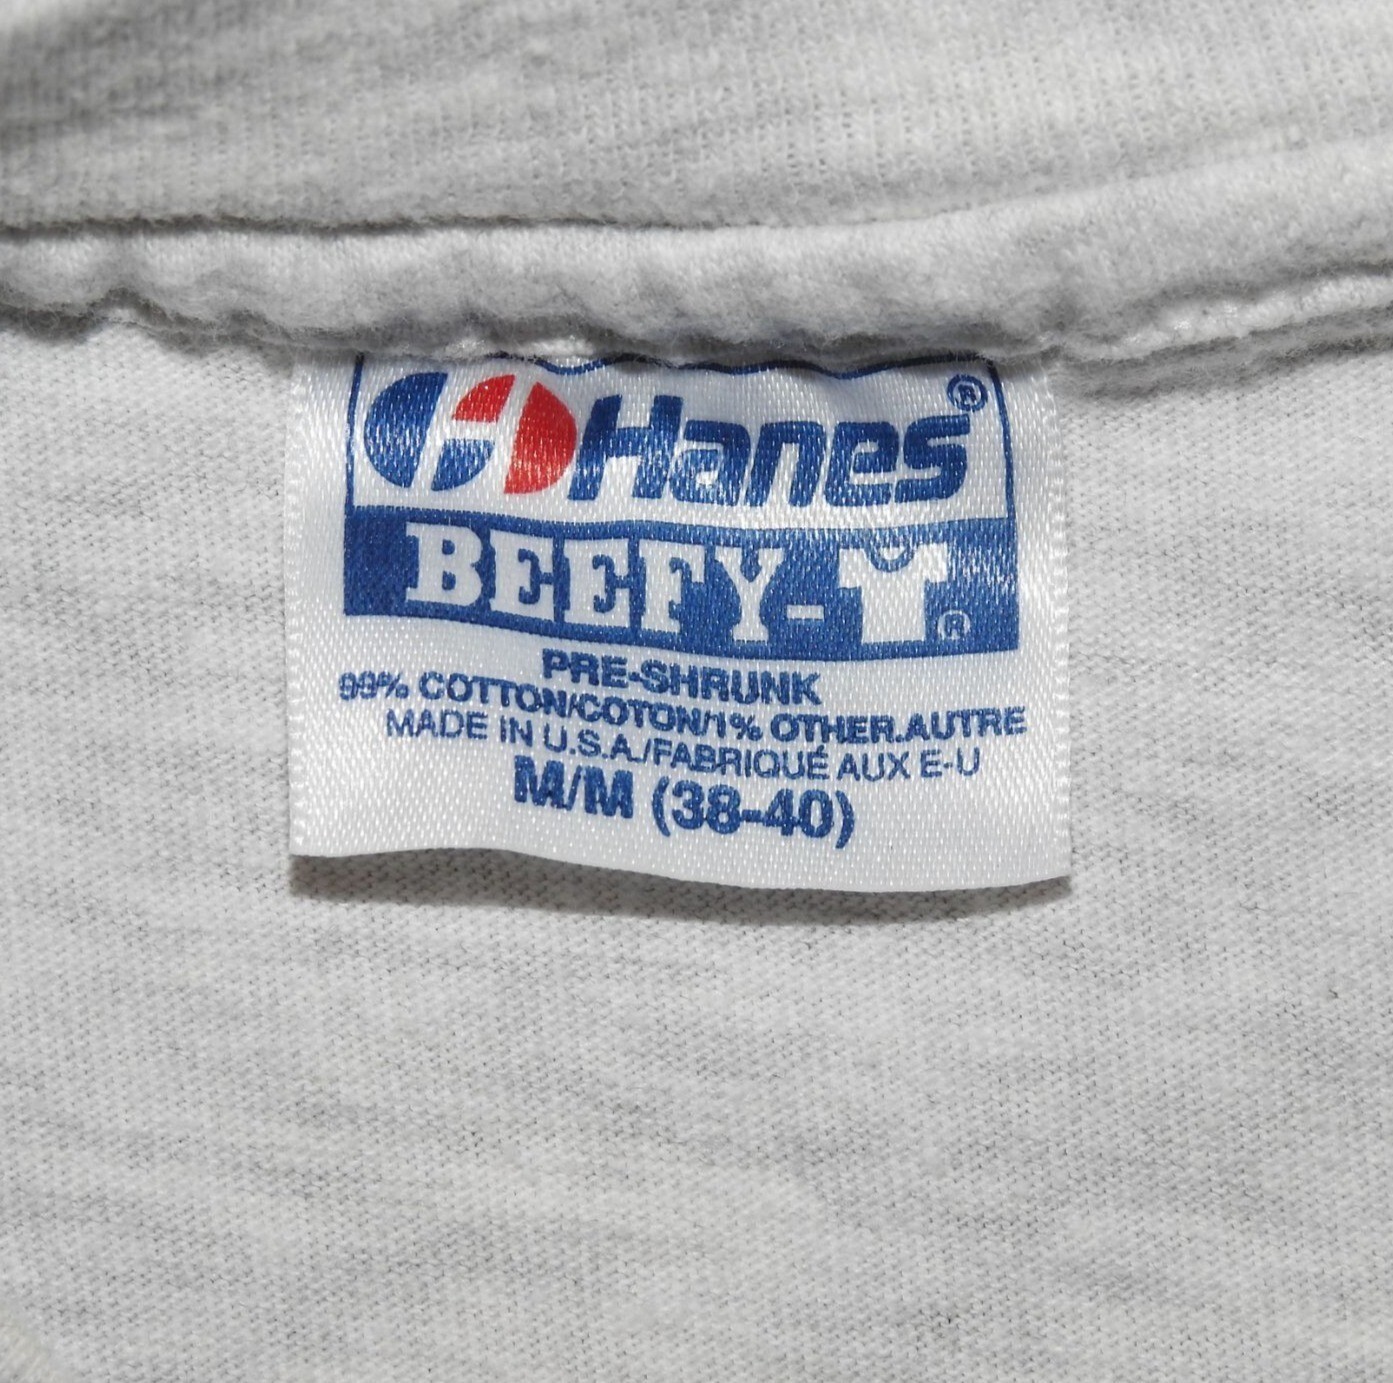 Hanes®
BEEFY-T®
PRE-SHRUNK
99% COTTON/COTON/1% OTHER.AUTRE
MADE IN U.S.A./FABRIQUÉ AUX E-U
M/M (38-40)